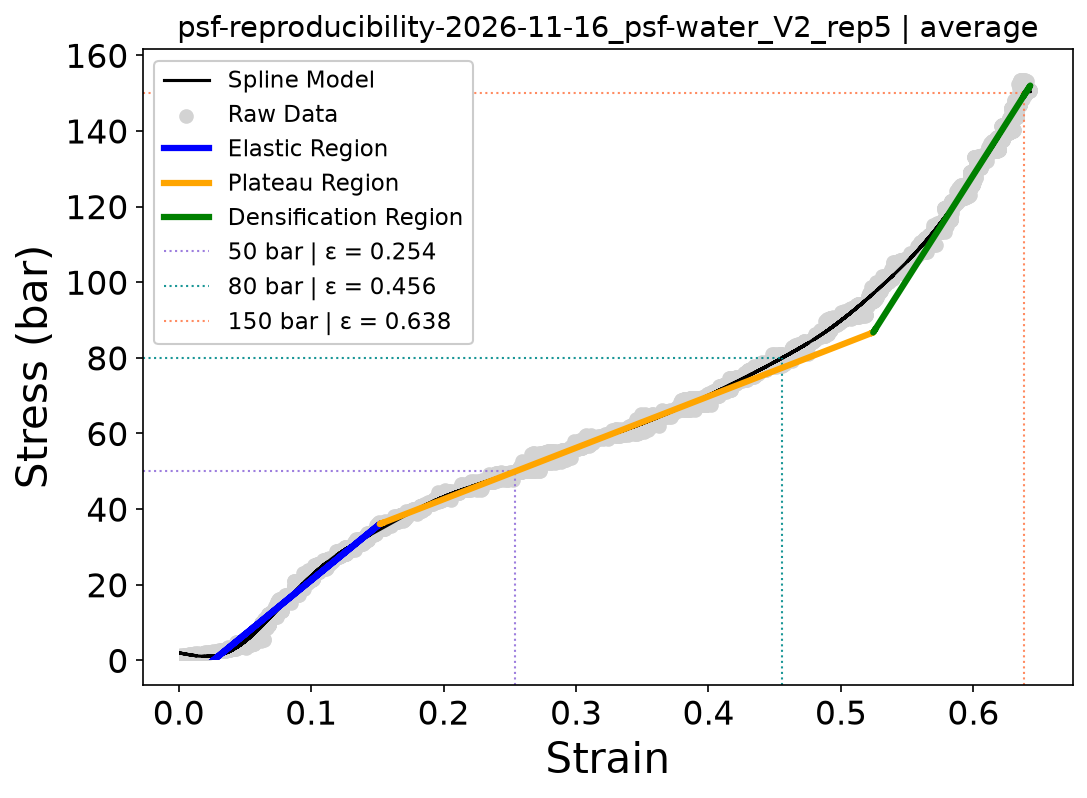 psf-reproducibility-2026-11-16_psf-water_V2_rep5 | average
160
140
120
100
80
60
40
20
0
Stress (bar)
Spline Model
Raw Data
Elastic Region
Plateau Region
Densification Region
50 bar | ε = 0.254
80 bar | ε = 0.456
150 bar | ε = 0.638
0.0 0.1 0.2 0.3 0.4 0.5 0.6
Strain